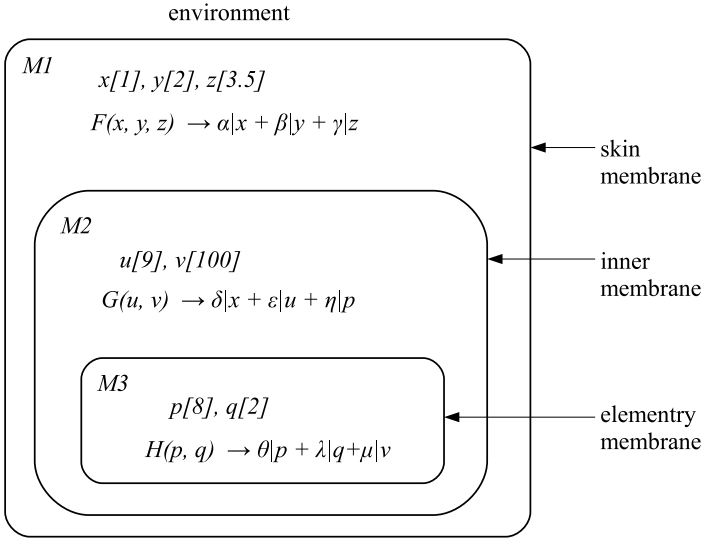 environment
M1
x[1], y[2], z[3.5]
F(x, y, z) → α|x + β|y + γ|z
skin
membrane
M2
u[9], v[100]
G(u, v) → δ|x + ε|u + η|p
inner
membrane
M3
p[8], q[2]
H(p, q) → θ|p + λ|q+μ|v
elementry
membrane